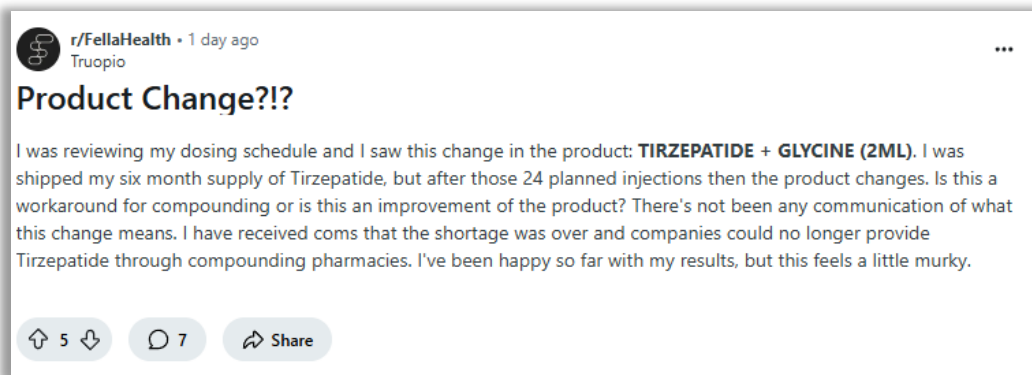 r/FellaHealth • 1 day ago
Truopio
Product Change?!?
I was reviewing my dosing schedule and I saw this change in the product: TIRZEPATIDE + GLYCINE (2ML). I was
shipped my six month supply of Tirzepatide, but after those 24 planned injections then the product changes. Is this a
workaround for compounding or is this an improvement of the product? There's not been any communication of what
this change means. I have received coms that the shortage was over and companies could no longer provide
Tirzepatide through compounding pharmacies. I've been happy so far with my results, but this feels a little murky.
5 7 Share